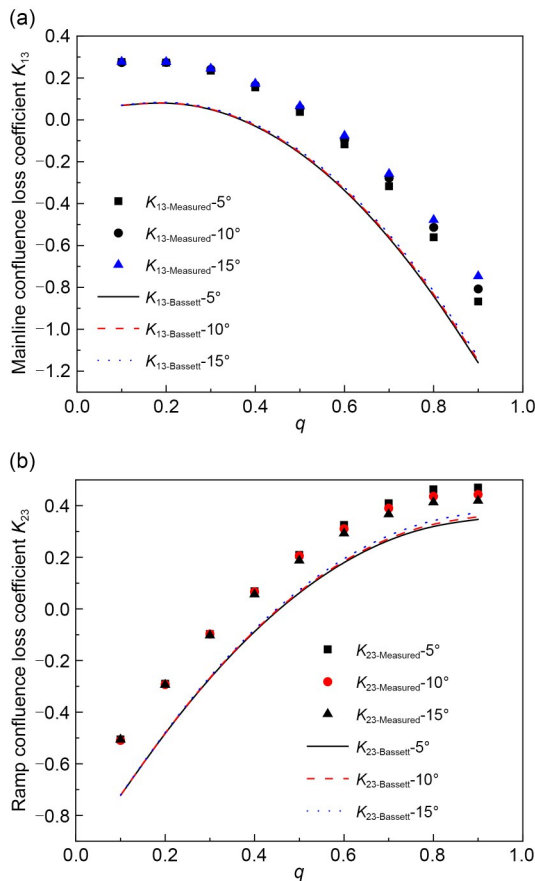 (a)
Mainline confluence loss coefficient K13
0.4
0.2
0.0
−0.2
−0.4
−0.6
−0.8
−1.0
−1.2
K13-Measured-5°
K13-Measured-10°
K13-Measured-15°
K13-Bassett-5°
K13-Bassett-10°
K13-Bassett-15°
0.0 0.2 0.4 0.6 0.8 1.0
q
(b)
Ramp confluence loss coefficient K23
0.4
0.2
0.0
−0.2
−0.4
−0.6
−0.8
K23-Measured-5°
K23-Measured-10°
K23-Measured-15°
K23-Bassett-5°
K23-Bassett-10°
K23-Bassett-15°
0.0 0.2 0.4 0.6 0.8 1.0
q